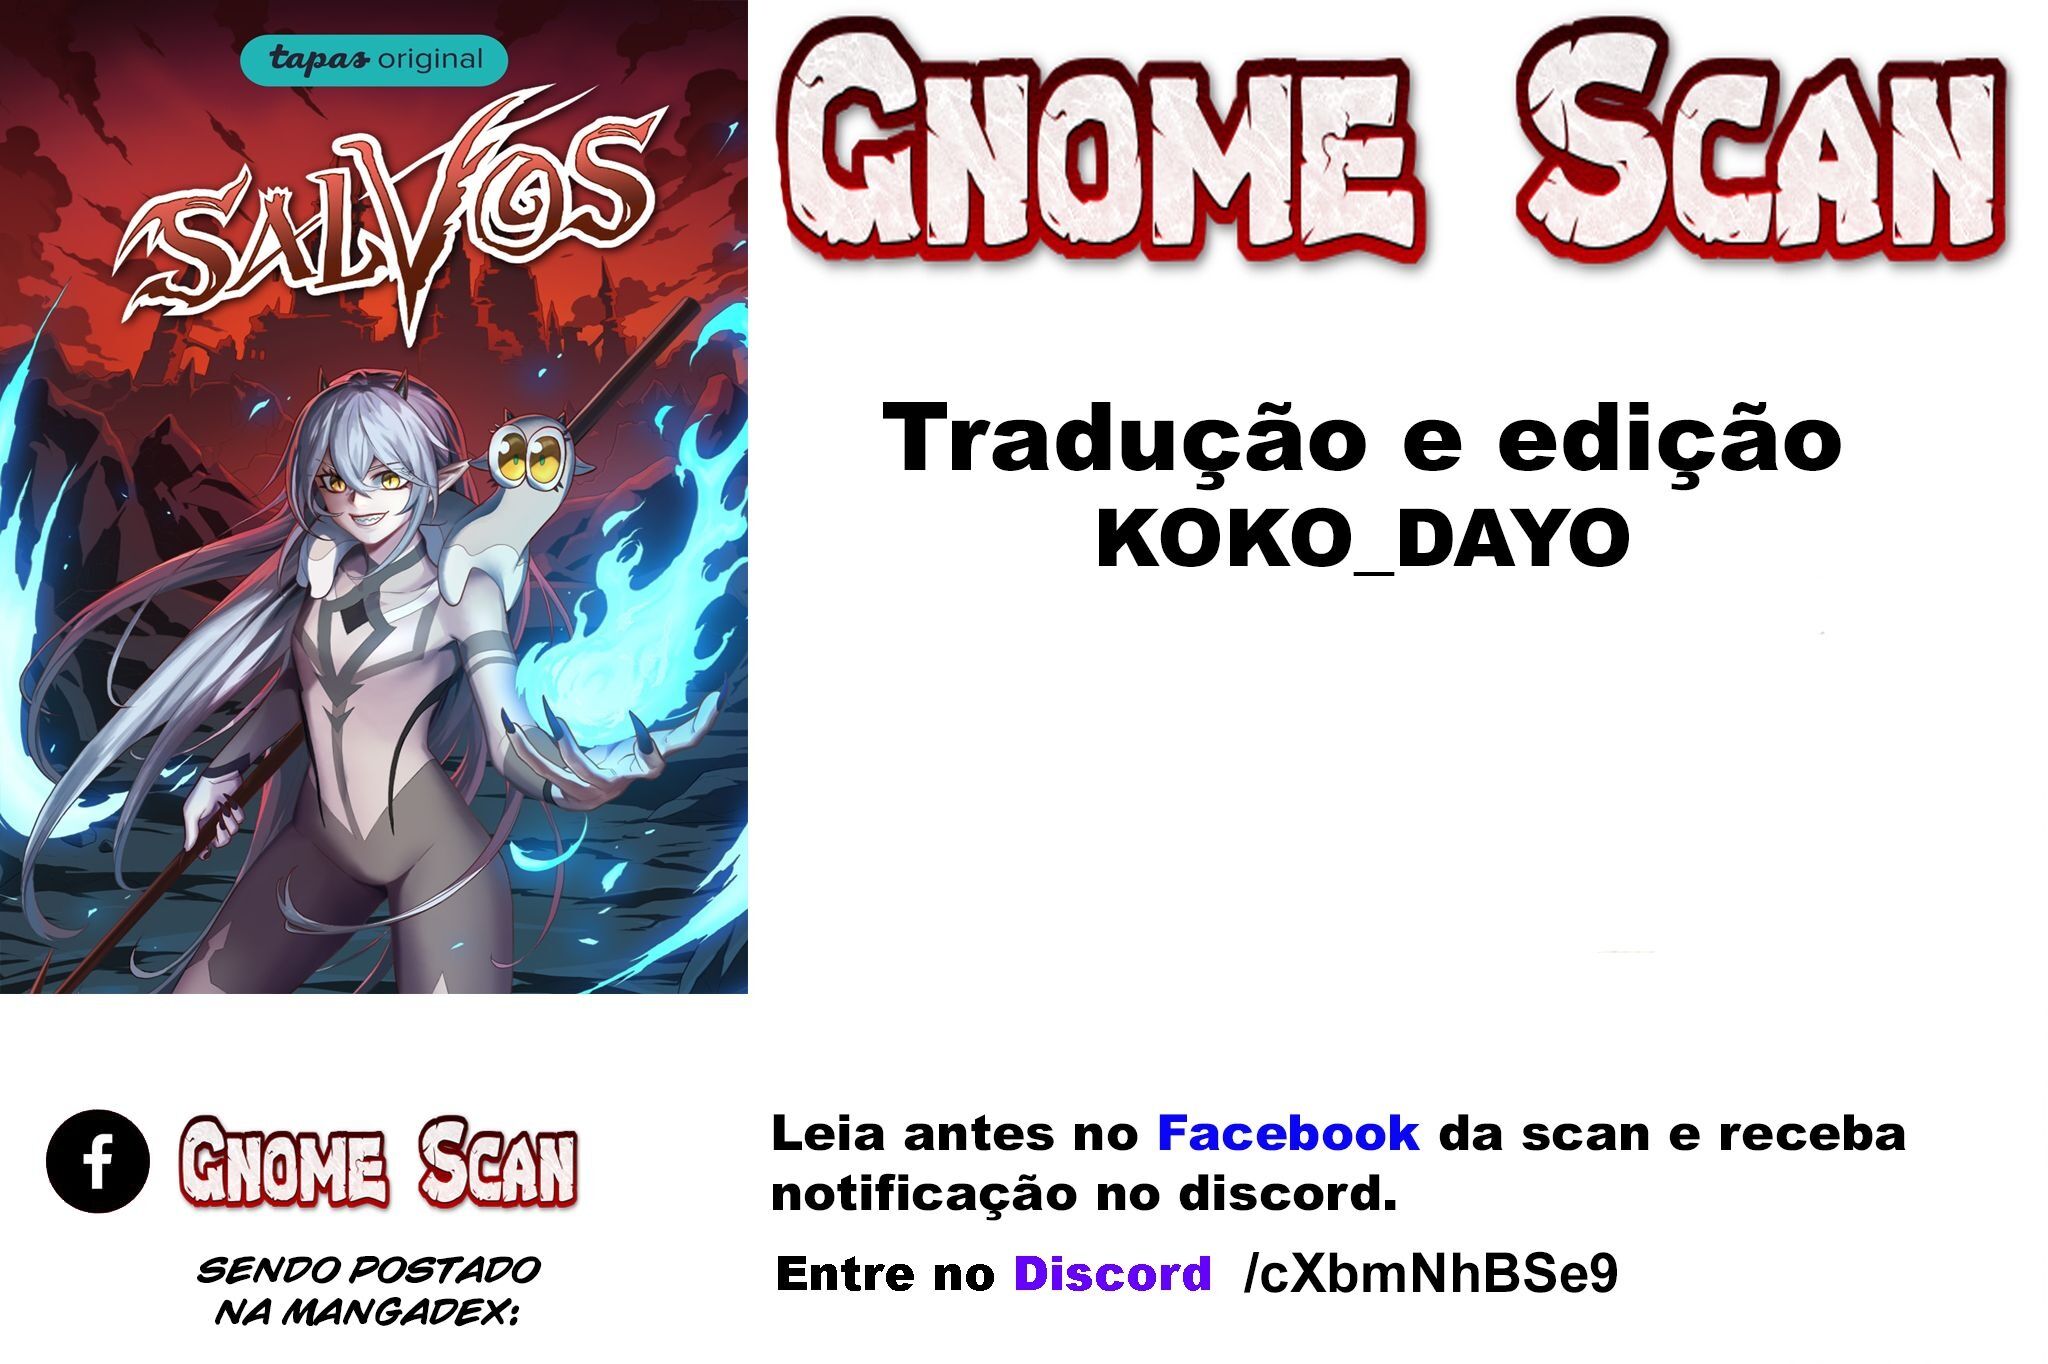 tapas original
SALVOS
GNOME SCAN
Tradução e edição
KOKO_DAYO
f GNOME SCAN
SENDO POSTADO
NA MANGADEX:
Leia antes no Facebook da scan e receba
notificação no discord.
Entre no Discord /cXbmNhBSe9